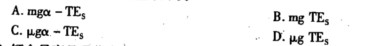 A. mgα − TEₛ B. mg TEₛ
C. μgα − TEₛ D. μg TEₛ